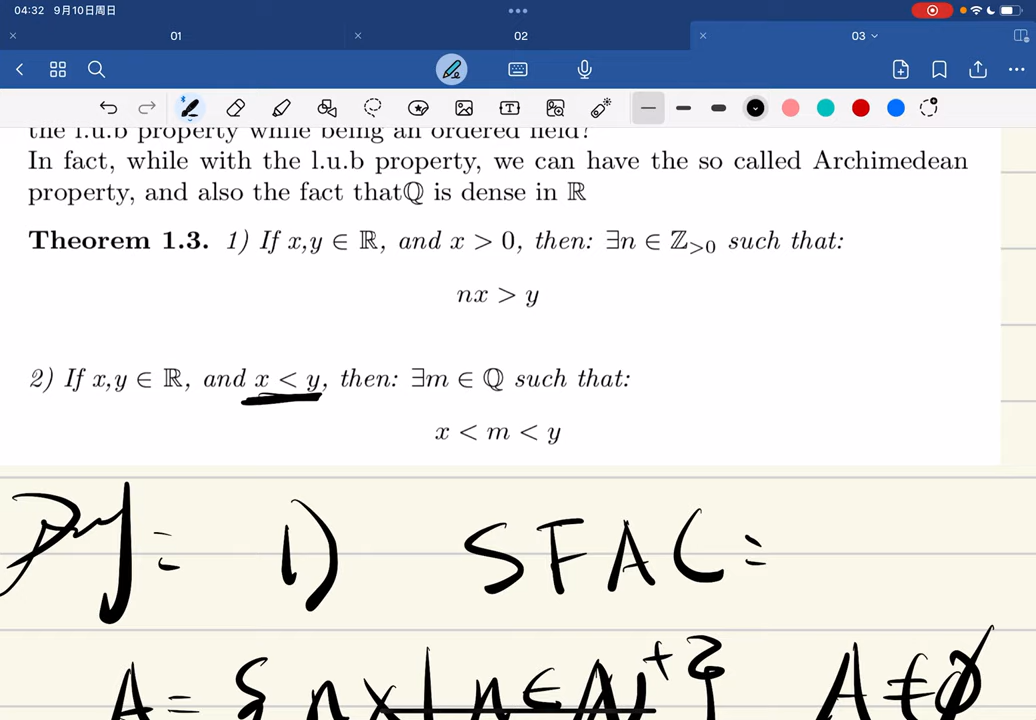 04:32 9月10日周日
01 02 03
the l.u.b property while being an ordered field?
In fact, while with the l.u.b property, we can have the so called Archimedean
property, and also the fact thatℚ is dense in ℝ
Theorem 1.3. 1) If x,y ∈ ℝ, and x > 0, then: ∃n ∈ ℤ>0 such that:
nx > y
2) If x,y ∈ ℝ, and x < y, then: ∃m ∈ ℚ such that:
x < m < y
1) SFAC:
A = { nx | n ∈ N⁺ } A ≠ ∅